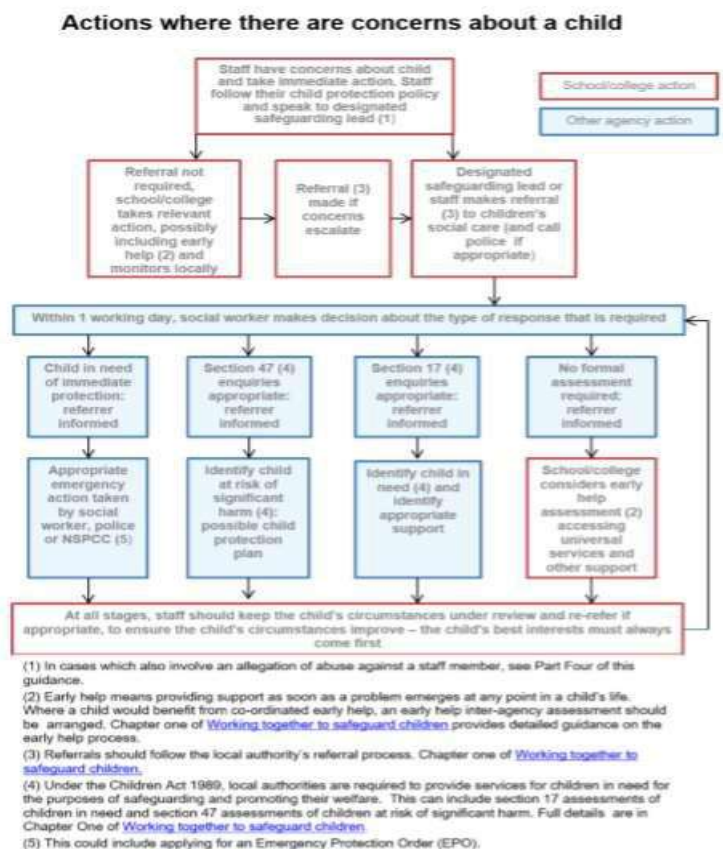 Actions where there are concerns about a child
Staff have concerns about child
and take immediate action. Staff
follow their child protection policy
and speak to designated
safeguarding lead (1)
School/college action
Other agency action
Referral not
required,
school/college
takes relevant
action, possibly
including early
help (2) and
monitors locally
Referral (3)
made if
concerns
escalate
Designated
safeguarding lead or
staff makes referral
(3) to children's
social care (and call
police if
appropriate)
Within 1 working day, social worker makes decision about the type of response that is required
Child in need
of immediate
protection:
referrer
informed
Section 47 (4)
enquiries
appropriate:
referrer
informed
Section 17 (4)
enquiries
appropriate:
referrer
informed
No formal
assessment
required:
referrer
informed
Appropriate
emergency
action taken
by social
worker, police
or NSPCC (5)
Identify child
at risk of
significant
harm (4):
possible child
protection
plan
Identify child in
need (4) and
identify
appropriate
support
School/college
considers early
help
assessment (2)
accessing
universal
services and
other support
At all stages, staff should keep the child's circumstances under review and re-refer if
appropriate, to ensure the child's circumstances improve – the child's best interests must always
come first
(1) In cases which also involve an allegation of abuse against a staff member, see Part Four of this
guidance.
(2) Early help means providing support as soon as a problem emerges at any point in a child's life.
Where a child would benefit from co-ordinated early help, an early help inter-agency assessment should
be arranged. Chapter one of Working together to safeguard children provides detailed guidance on the
early help process.
(3) Referrals should follow the local authority's referral process. Chapter one of Working together to
safeguard children.
(4) Under the Children Act 1989, local authorities are required to provide services for children in need for
the purposes of safeguarding and promoting their welfare. This can include section 17 assessments of
children in need and section 47 assessments of children at risk of significant harm. Full details are in
Chapter One of Working together to safeguard children
(5) This could include applying for an Emergency Protection Order (EPO).